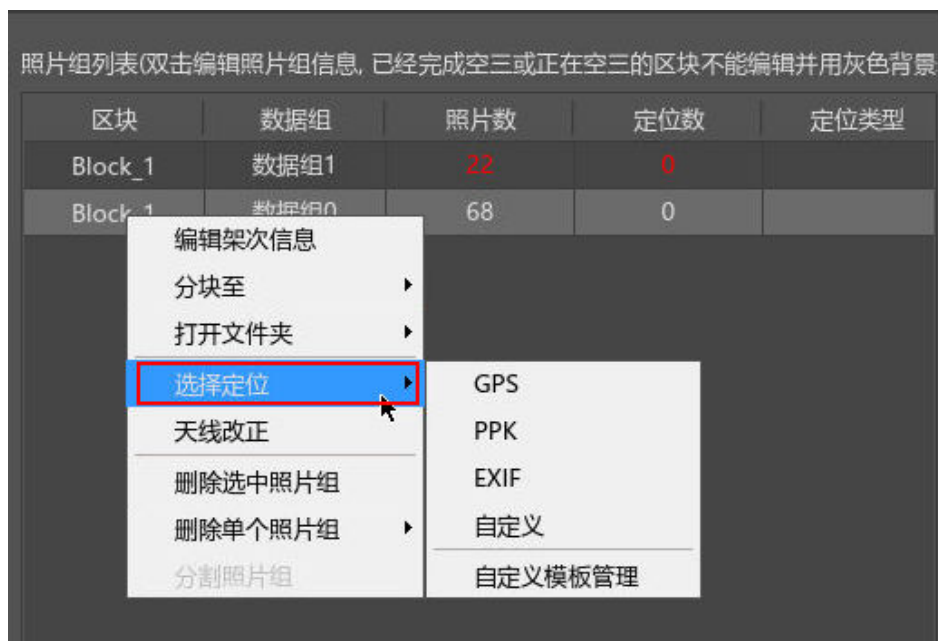 照片组列表(双击编辑照片组信息, 已经完成空三或正在空三的区块不能编辑并用灰色背景
区块 数据组 照片数 定位数 定位类型
Block_1 数据组1 22 0
Block_1 数据组0 68 0
编辑架次信息
分块至
打开文件夹
选择定位
天线改正
删除选中照片组
删除单个照片组
分割照片组
GPS
PPK
EXIF
自定义
自定义模板管理